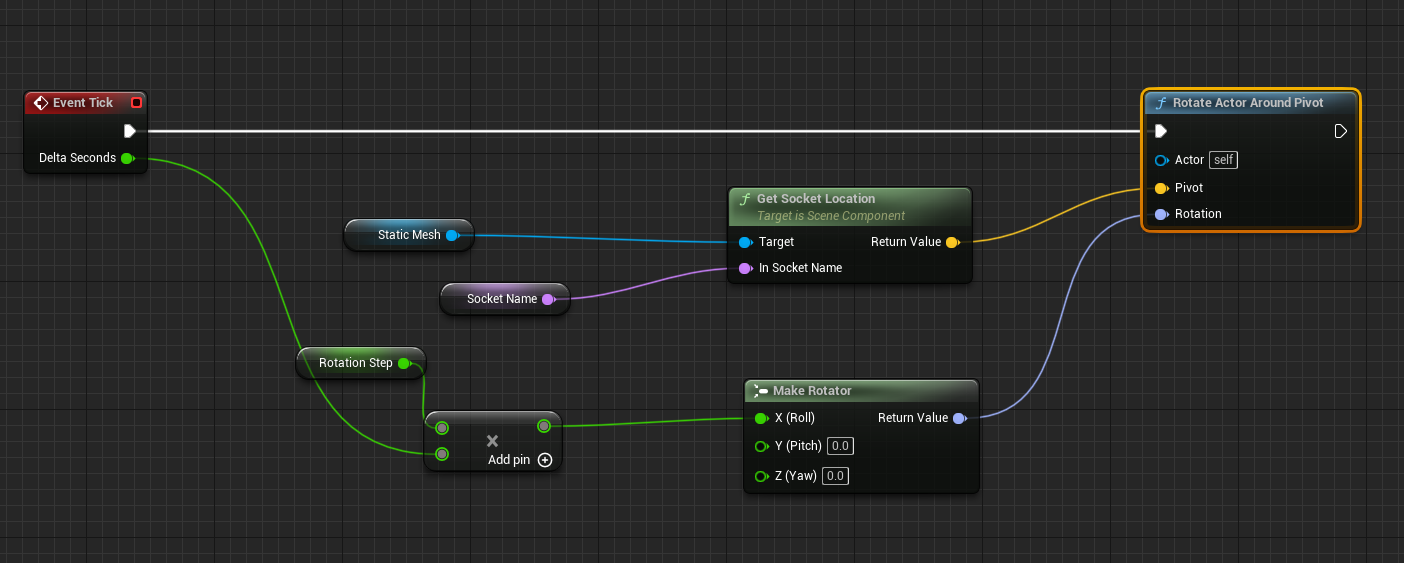 Event Tick
Delta Seconds
Static Mesh
Socket Name
Rotation Step
Add pin
Get Socket Location
Target is Scene Component
Target
Return Value
In Socket Name
Make Rotator
X (Roll)
Return Value
Y (Pitch) 0.0
Z (Yaw) 0.0
Rotate Actor Around Pivot
Actor self
Pivot
Rotation